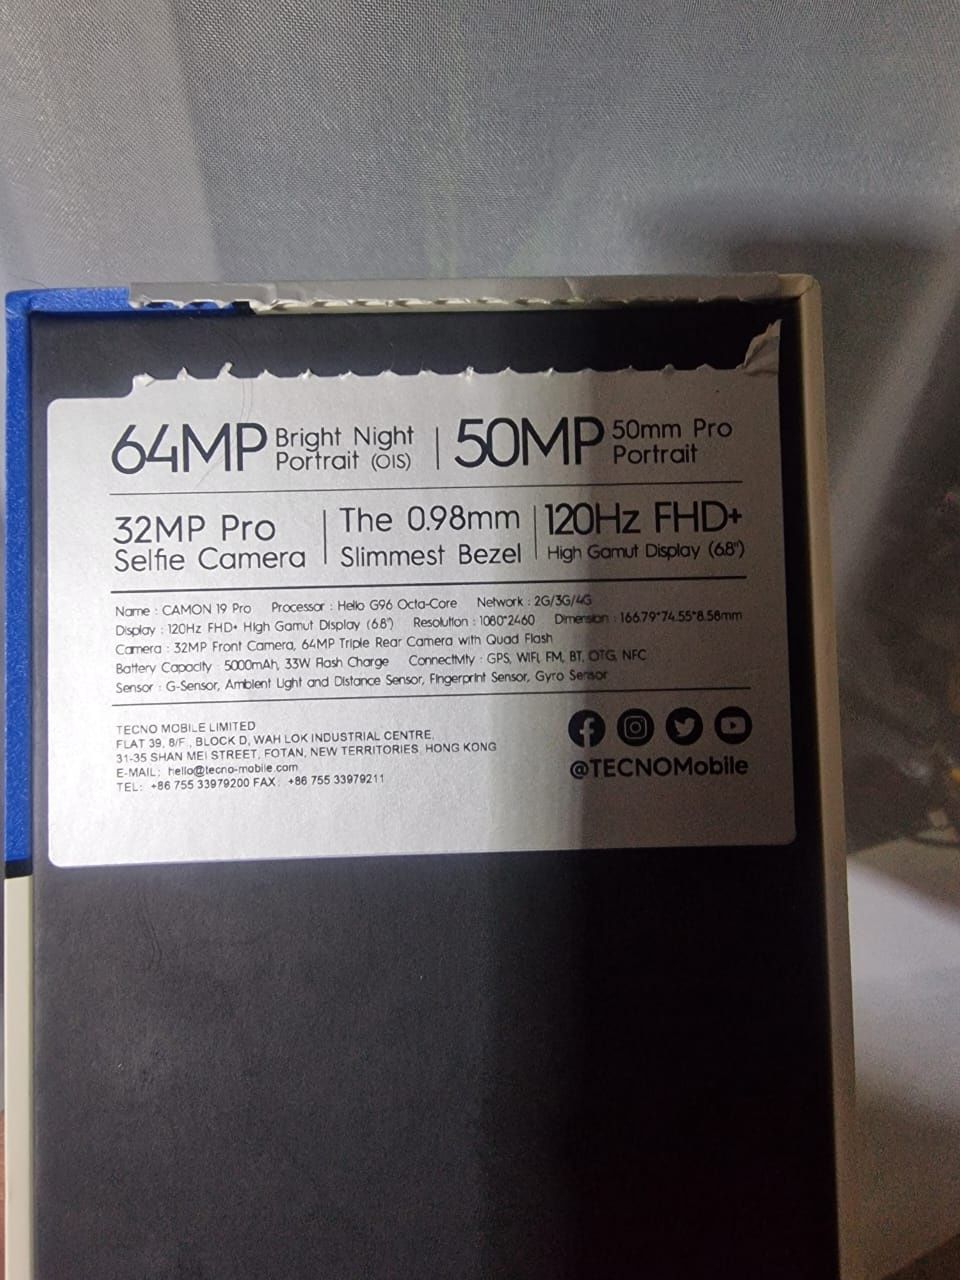 64MP Bright Night Portrait (OIS) | 50MP 50mm Pro Portrait
32MP Pro Selfie Camera | The 0.98mm Slimmest Bezel | 120Hz FHD+ High Gamut Display (6.8")
Name : CAMON 19 Pro Processor : Helio G96 Octa-Core Network : 2G/3G/4G
Display : 120Hz FHD+ High Gamut Display (6.8") Resolution : 1080*2460 Dimension : 166.79*74.55*8.58mm
Camera : 32MP Front Camera, 64MP Triple Rear Camera with Quad Flash
Battery Capacity : 5000mAh, 33W Flash Charge Connectivity : GPS, WIFI, FM, BT, OTG, NFC
Sensor : G-Sensor, Ambient Light and Distance Sensor, Fingerprint Sensor, Gyro Sensor
TECNO MOBILE LIMITED
FLAT 39, 8/F., BLOCK D, WAH LOK INDUSTRIAL CENTRE,
31-35 SHAN MEI STREET, FOTAN, NEW TERRITORIES, HONG KONG
E-MAIL: hello@tecno-mobile.com
TEL: +86 755 33979200 FAX: +86 755 33979211
@TECNOMobile